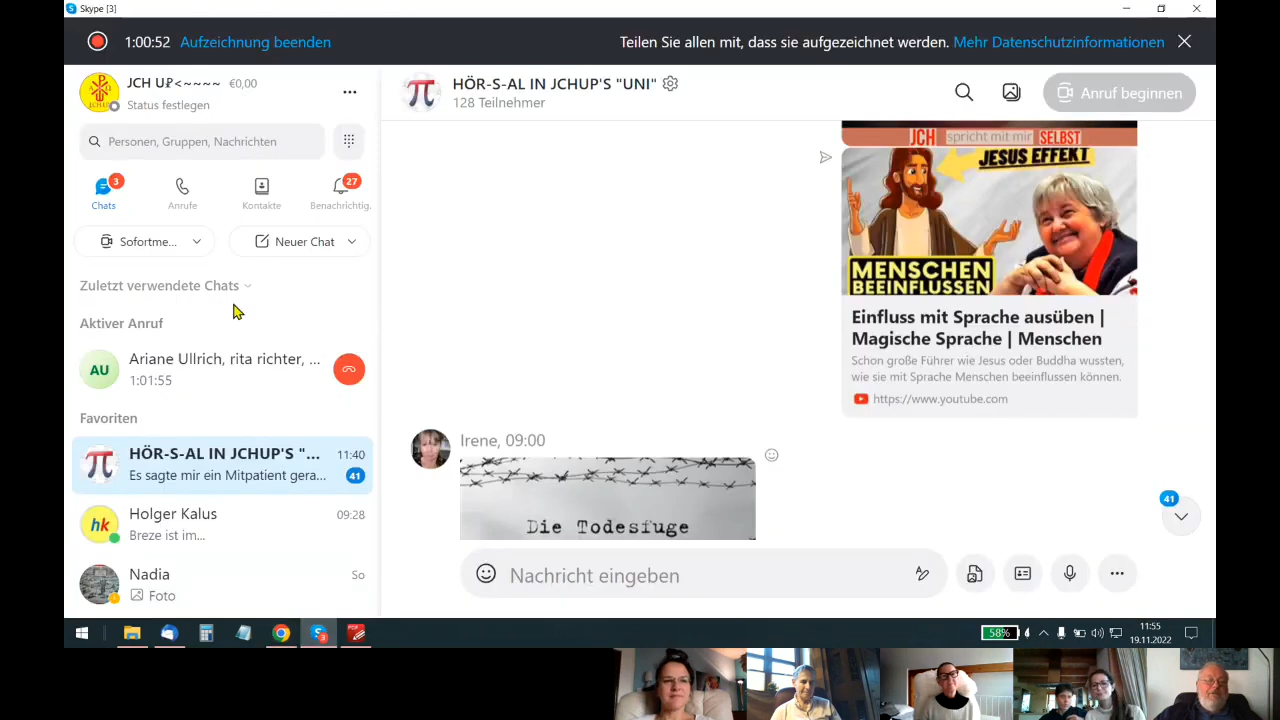 Skype [3]
1:00:52 Aufzeichnung beenden
Teilen Sie allen mit, dass sie aufgezeichnet werden. Mehr Datenschutzinformationen
€0,00
Status festlegen
Personen, Gruppen, Nachrichten
3
27
Chats
Anrufe
Kontakte
Benachrichtig.
Sofortme...
Neuer Chat
Zuletzt verwendete Chats
Aktiver Anruf
AU
Ariane Ullrich, rita richter, ...
1:01:55
Favoriten
HÖR-S-AL IN JCHUP'S "...
11:40
Es sagte mir ein Mitpatient gera...
41
hk
Holger Kalus
09:28
Breze ist im...
Nadia
So
Foto
HÖR-S-AL IN JCHUP'S "UNI"
128 Teilnehmer
Anruf beginnen
JCH spricht mit mir SELBST
JESUS EFFEKT
MENSCHEN
BEEINFLUSSEN
Einfluss mit Sprache ausüben |
Magische Sprache | Menschen
Schon große Führer wie Jesus oder Buddha wussten,
wie sie mit Sprache Menschen beeinflussen können.
https://www.youtube.com
Irene, 09:00
Die Todesfuge
41
Nachricht eingeben
3
PDF
58%
11:55
19.11.2022